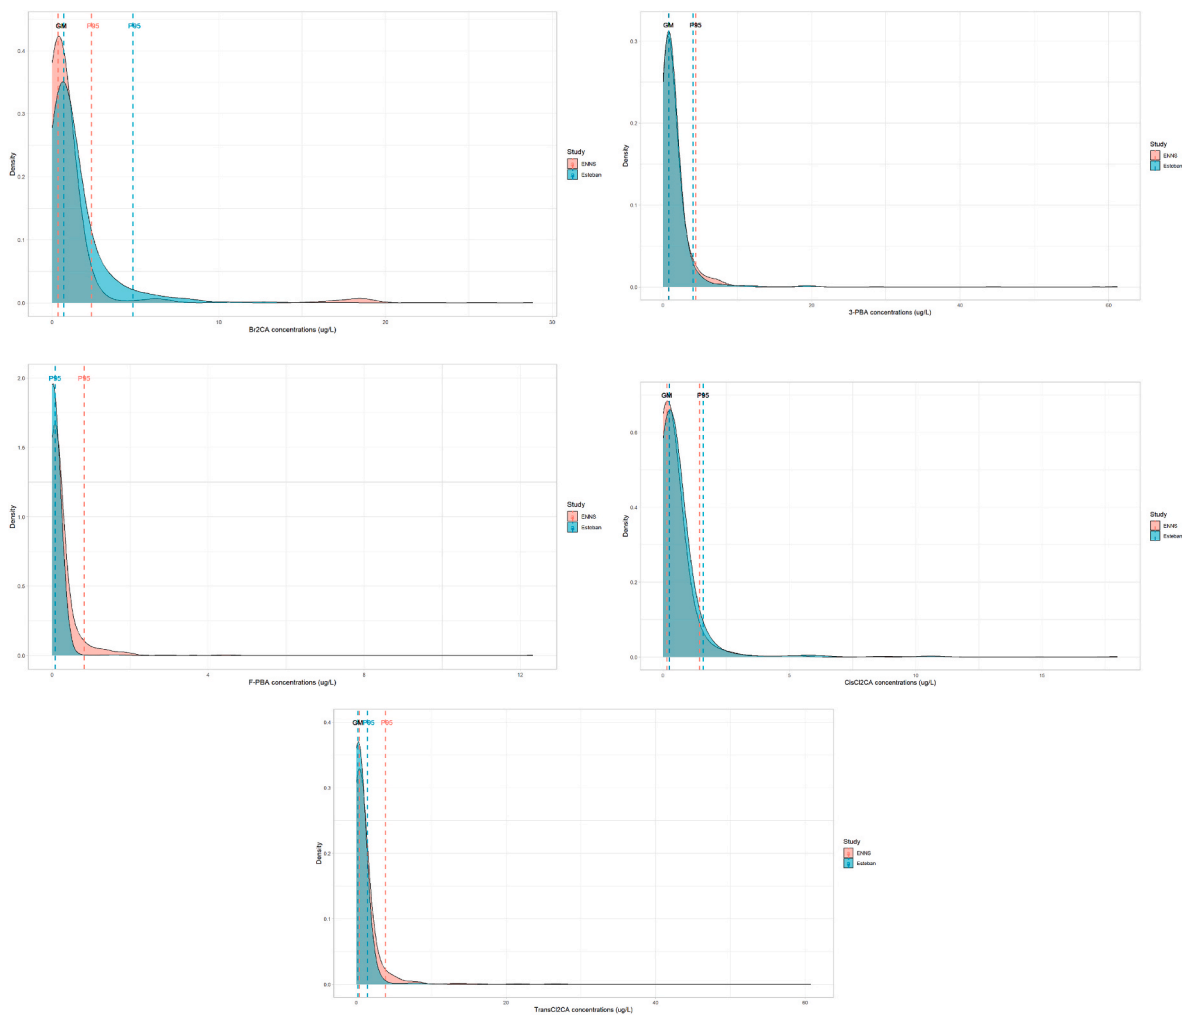 GM P95 P95
0.4
0.3
0.2
0.1
0.0
Density
0 10 20 30
Br2CA concentrations (ug/L)
Study
ENNS
Esteban
GM P95
0.3
0.2
0.1
0.0
Density
0 20 40 60
3-PBA concentrations (ug/L)
Study
ENNS
Esteban
P95 P95
2.0
1.5
1.0
0.5
0.0
Density
0 4 8 12
F-PBA concentrations (ug/L)
Study
ENNS
Esteban
GM P95
0.6
0.4
0.2
0.0
Density
0 5 10 15
CisCl2CA concentrations (ug/L)
Study
ENNS
Esteban
GM P95 P95
0.4
0.3
0.2
0.1
0.0
Density
0 20 40 60
TransCl2CA concentrations (ug/L)
Study
ENNS
Esteban